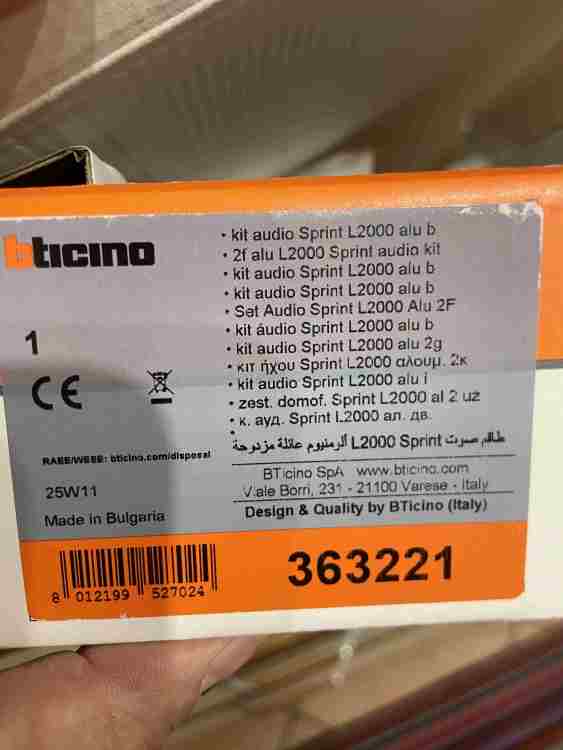 bticino
• kit audio Sprint L2000 alu b
• 2f alu L2000 Sprint audio kit
• kit audio Sprint L2000 alu b
• kit audio Sprint L2000 alu b
• Set Audio Sprint L2000 Alu 2F
• kit áudio Sprint L2000 alu b
• kit audio Sprint L2000 alu 2g
• κιτ ήχου Sprint L2000 αλουμ. 2κ
• kit audio Sprint L2000 alu i
• zest. domof. Sprint L2000 al 2 uż
• к. ауд. Sprint L2000 ал. дв.
طاقم صوت L2000 Sprint ألرمنيوم عائلة مزدوجة
1
CE
RAEE/WEEE: bticino.com/disposal
25W11
Made in Bulgaria
BTicino SpA www.bticino.com
Viale Borri, 231 - 21100 Varese - Italy
Design & Quality by BTicino (Italy)
8 012199 527024
363221